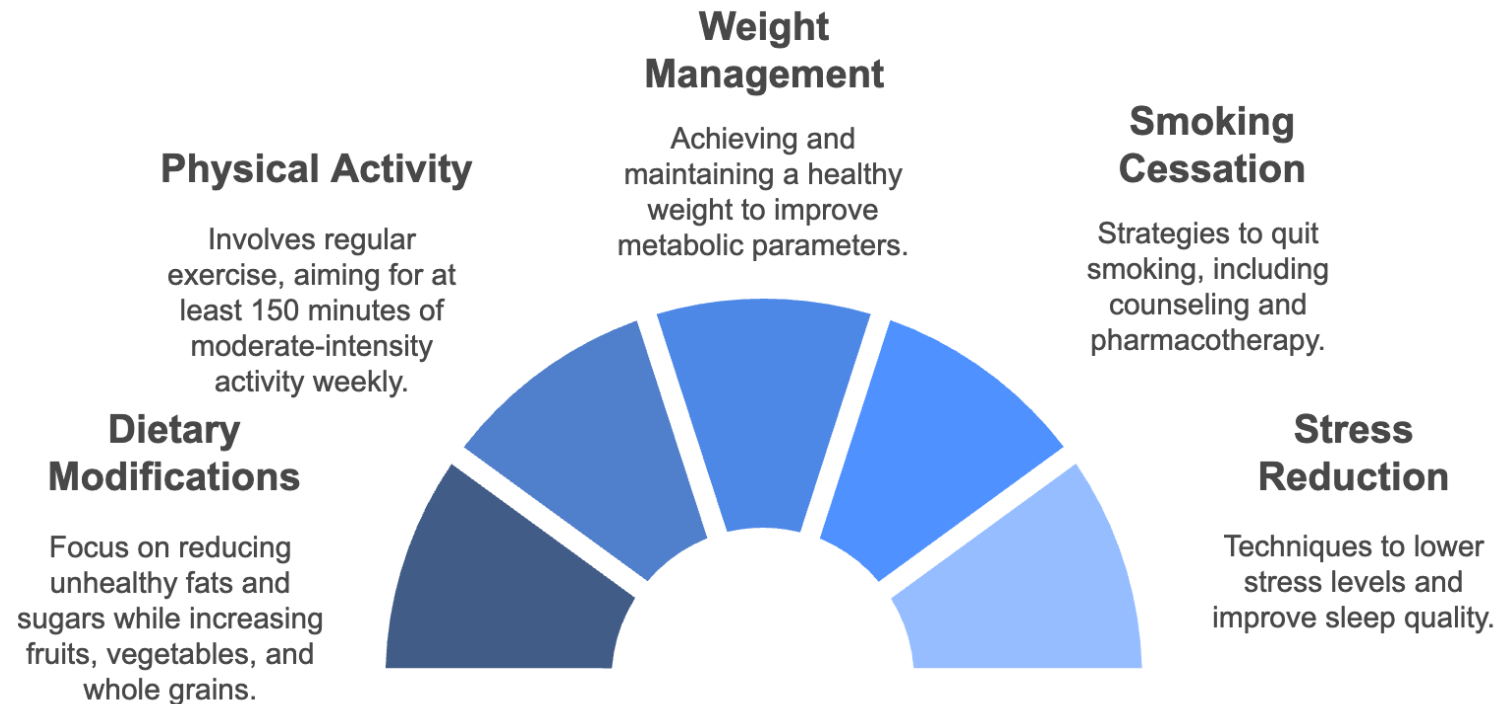 Weight
Management
Achieving and
maintaining a healthy
weight to improve
metabolic parameters.
Smoking
Cessation
Strategies to quit
smoking, including
counseling and
pharmacotherapy.
Physical Activity
Involves regular
exercise, aiming for at
least 150 minutes of
moderate-intensity
activity weekly.
Dietary
Modifications
Focus on reducing
unhealthy fats and
sugars while increasing
fruits, vegetables, and
whole grains.
Stress
Reduction
Techniques to lower
stress levels and
improve sleep quality.